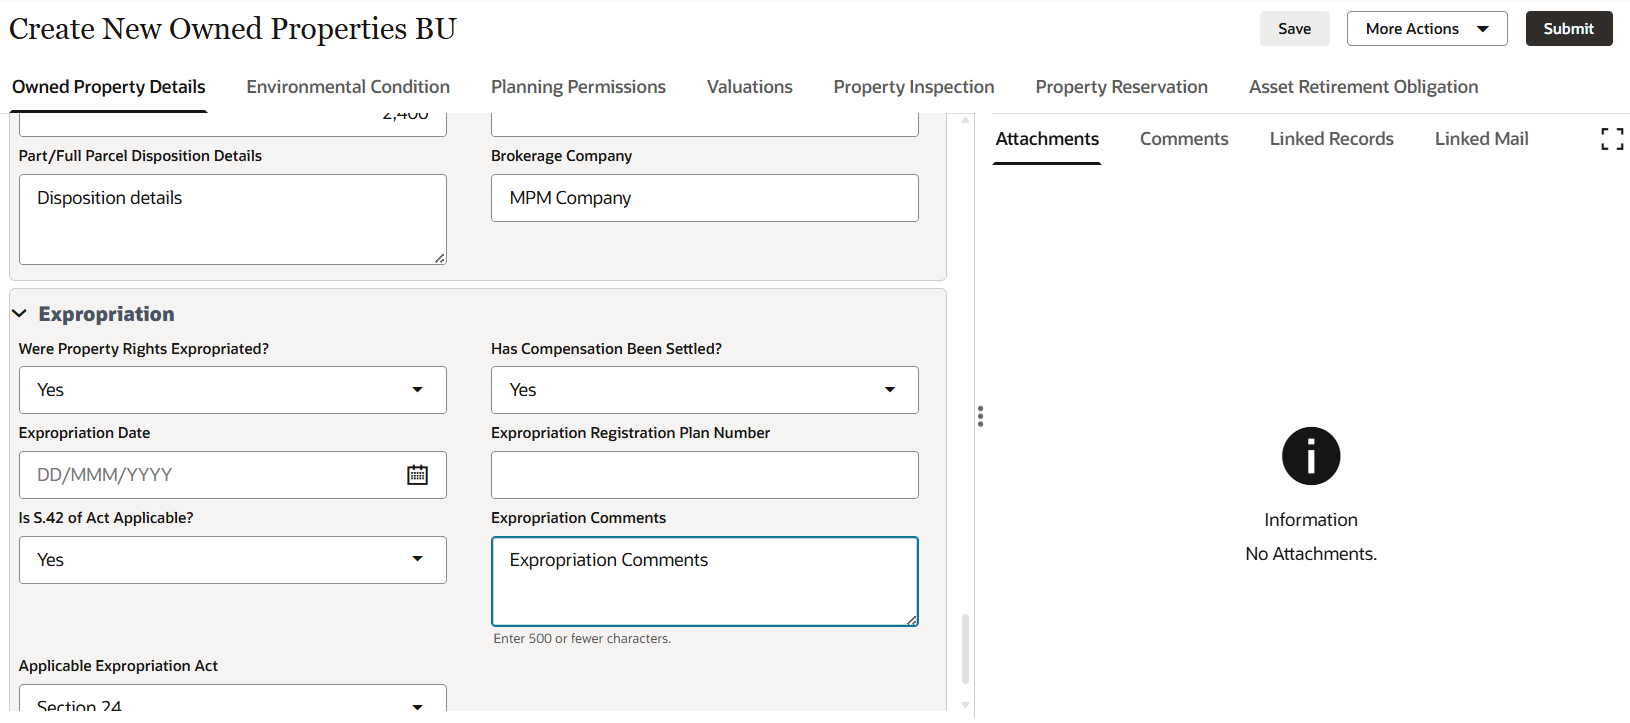 Create New Owned Properties BU
Save
More Actions
Submit
Owned Property Details
Environmental Condition
Planning Permissions
Valuations
Property Inspection
Property Reservation
Asset Retirement Obligation
2,400
Part/Full Parcel Disposition Details
Brokerage Company
Disposition details
MPM Company
Expropriation
Were Property Rights Expropriated?
Has Compensation Been Settled?
Yes
Yes
Expropriation Date
Expropriation Registration Plan Number
DD/MMM/YYYY
Is S.42 of Act Applicable?
Expropriation Comments
Yes
Expropriation Comments
Enter 500 or fewer characters.
Applicable Expropriation Act
Section 24
Attachments
Comments
Linked Records
Linked Mail
Information
No Attachments.